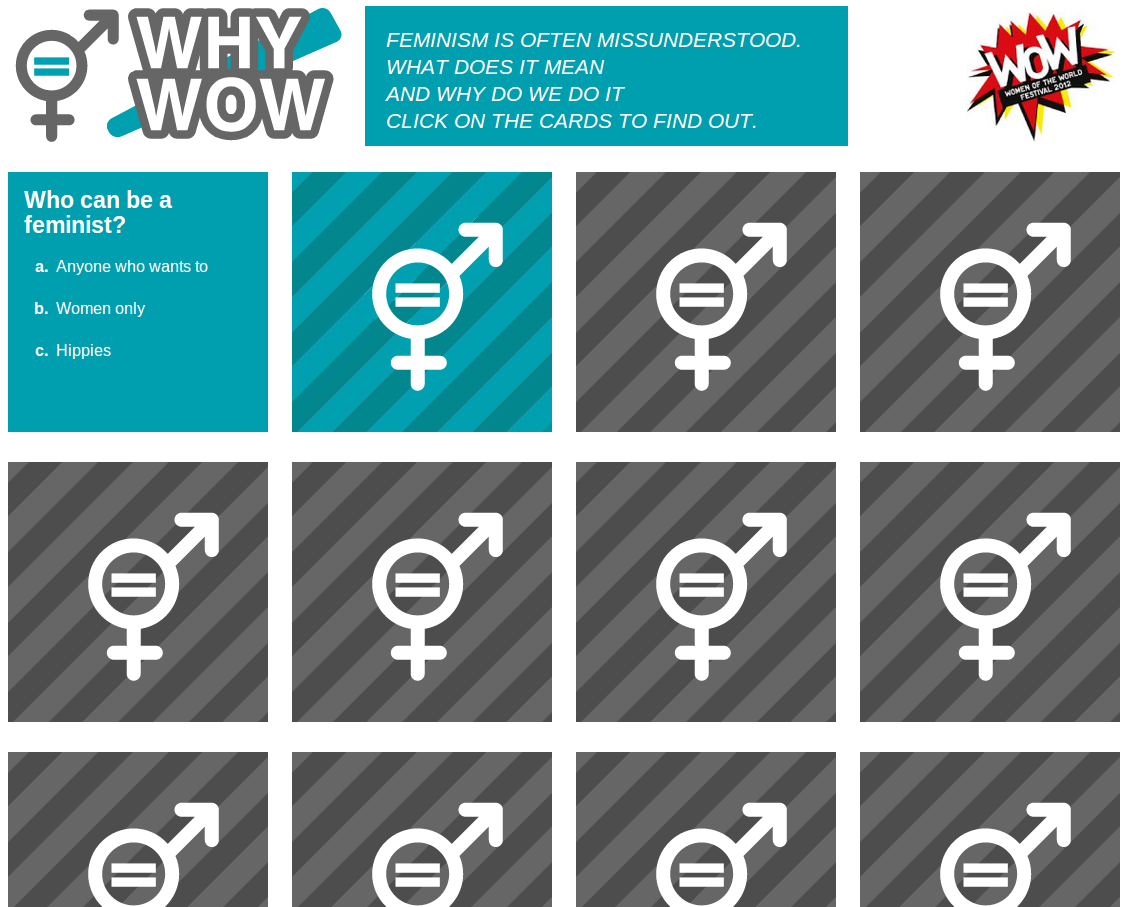 WHY
WOW
FEMINISM IS OFTEN MISSUNDERSTOOD.
WHAT DOES IT MEAN
AND WHY DO WE DO IT
CLICK ON THE CARDS TO FIND OUT.
WOW
WOMEN OF THE WORLD
FESTIVAL 2012
Who can be a
feminist?
a. Anyone who wants to
b. Women only
c. Hippies